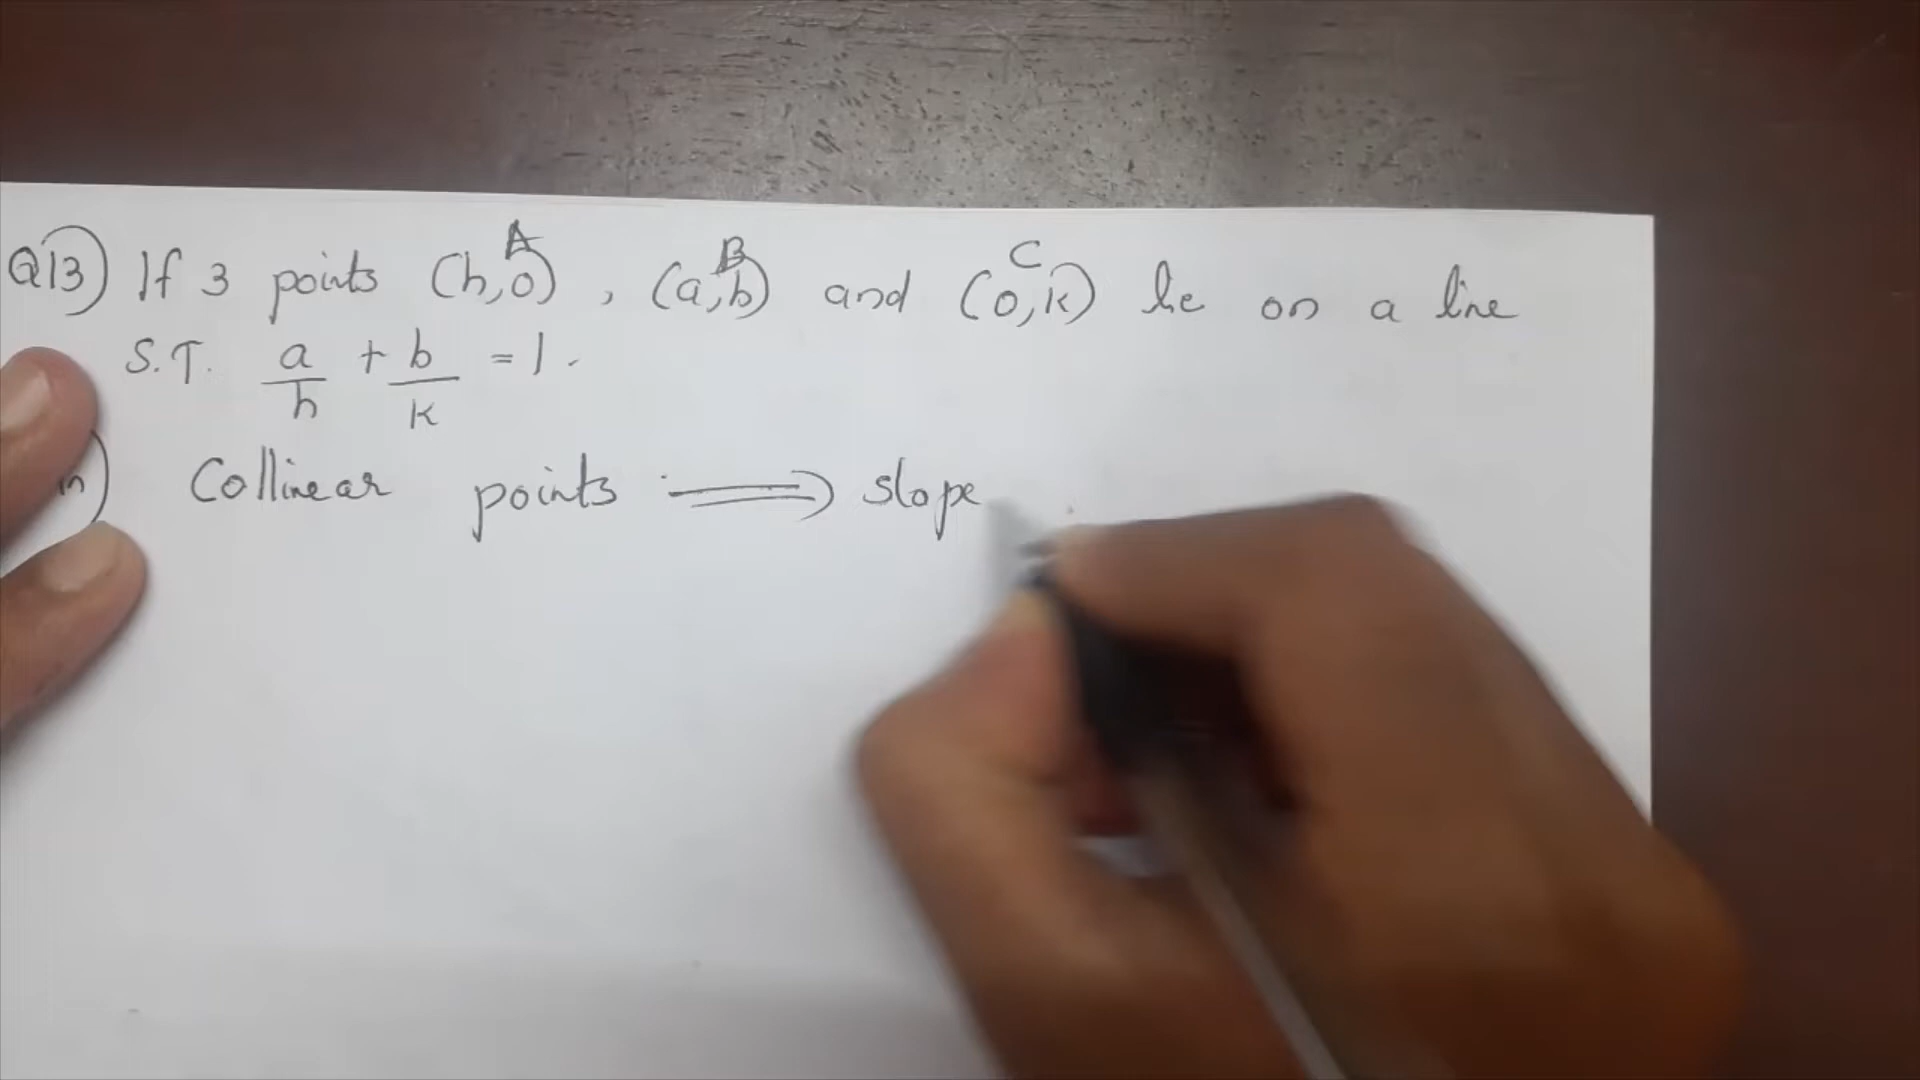 Q13) If 3 points (h,0) A, (a,b) B and (0,k) C lie on a line
S.T. a/h + b/k = 1.
n) Collinear points ⟹ slope